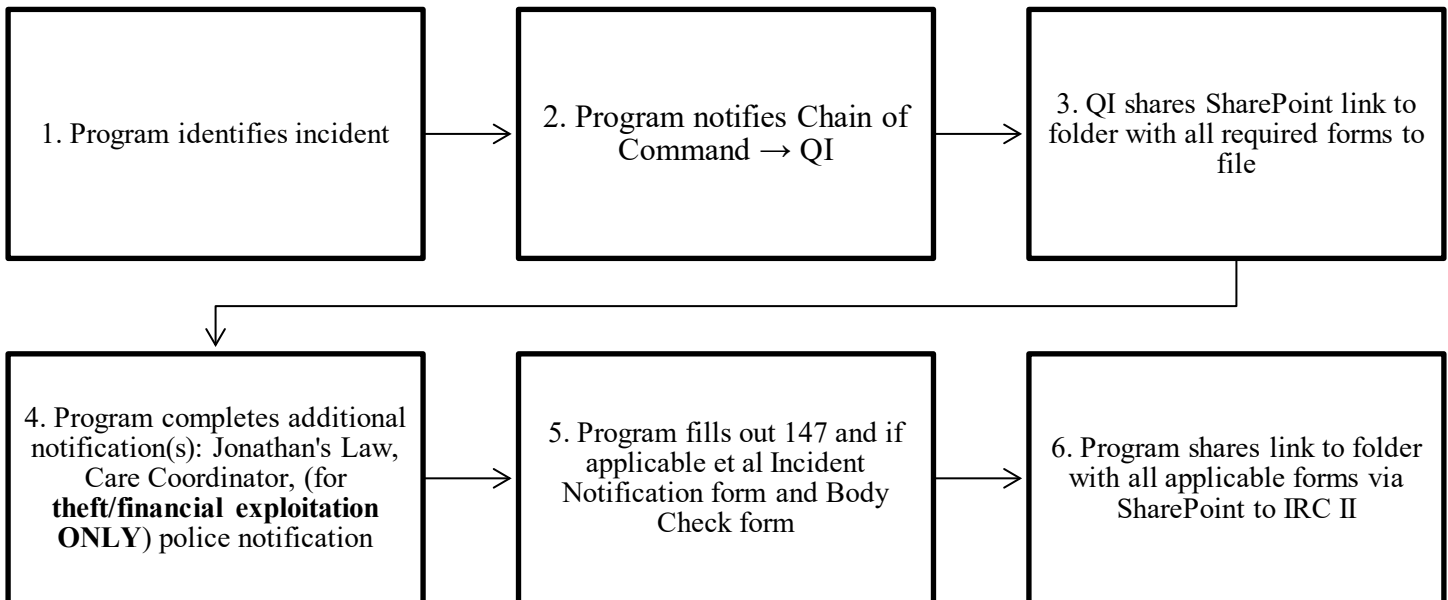 1. Program identifies incident
2. Program notifies Chain of
Command → QI
3. QI shares SharePoint link to
folder with all required forms to
file
4. Program completes additional
notification(s): Jonathan's Law,
Care Coordinator, (for
theft/financial exploitation
ONLY) police notification
5. Program fills out 147 and if
applicable et al Incident
Notification form and Body
Check form
6. Program shares link to folder
with all applicable forms via
SharePoint to IRC II